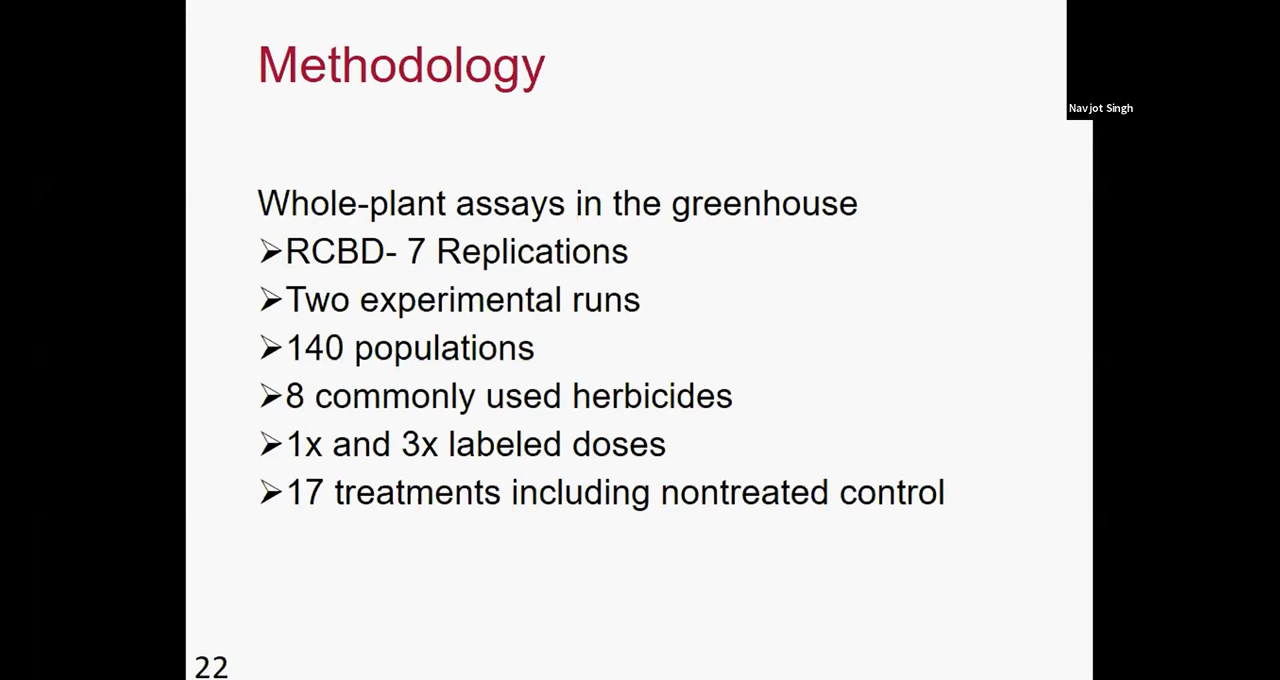 Methodology
Navjot Singh
Whole-plant assays in the greenhouse
➢RCBD- 7 Replications
➢Two experimental runs
➢140 populations
➢8 commonly used herbicides
➢1x and 3x labeled doses
➢17 treatments including nontreated control
22